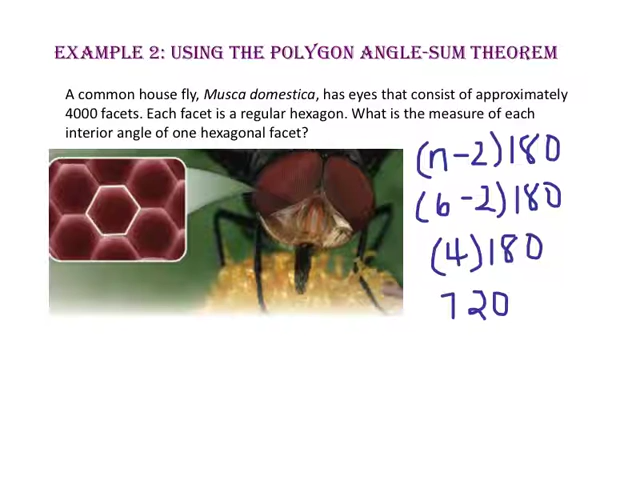 EXAMPLE 2: USING THE POLYGON ANGLE-SUM THEOREM
A common house fly, Musca domestica, has eyes that consist of approximately
4000 facets. Each facet is a regular hexagon. What is the measure of each
interior angle of one hexagonal facet?
(n-2)180
(6-2)180
(4)180
720